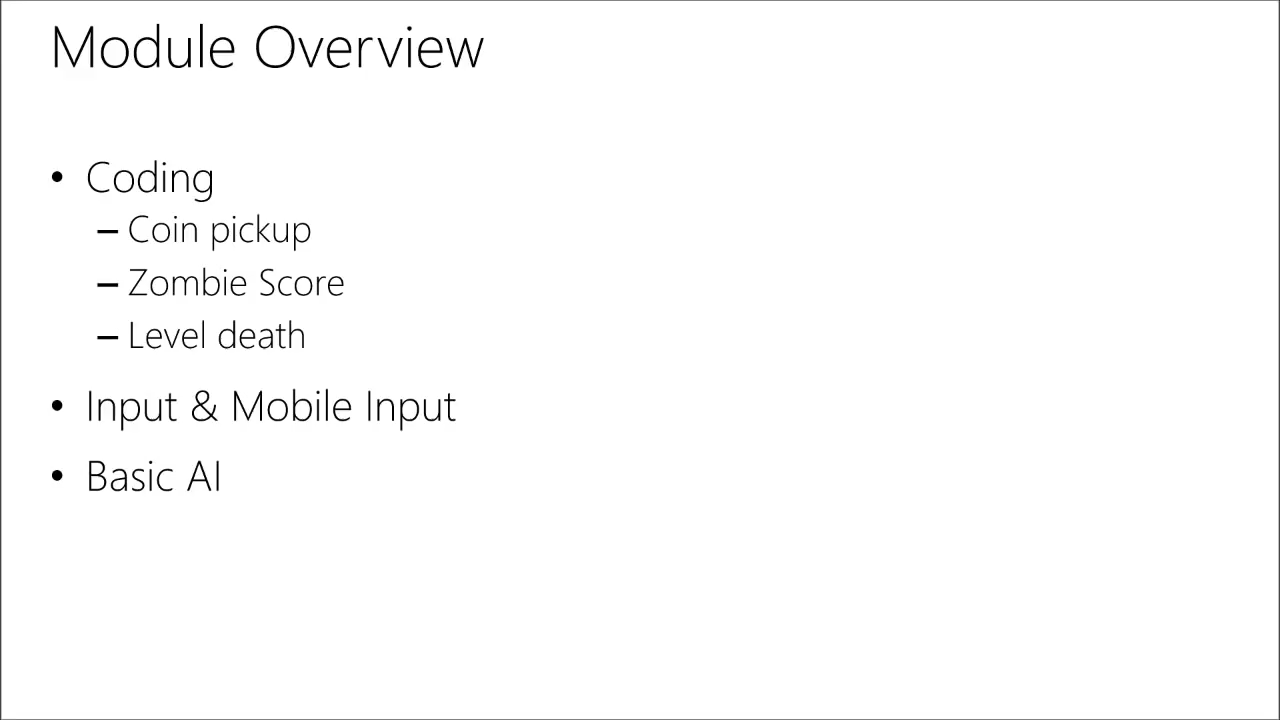 Module Overview
• Coding
– Coin pickup
– Zombie Score
– Level death
• Input & Mobile Input
• Basic AI